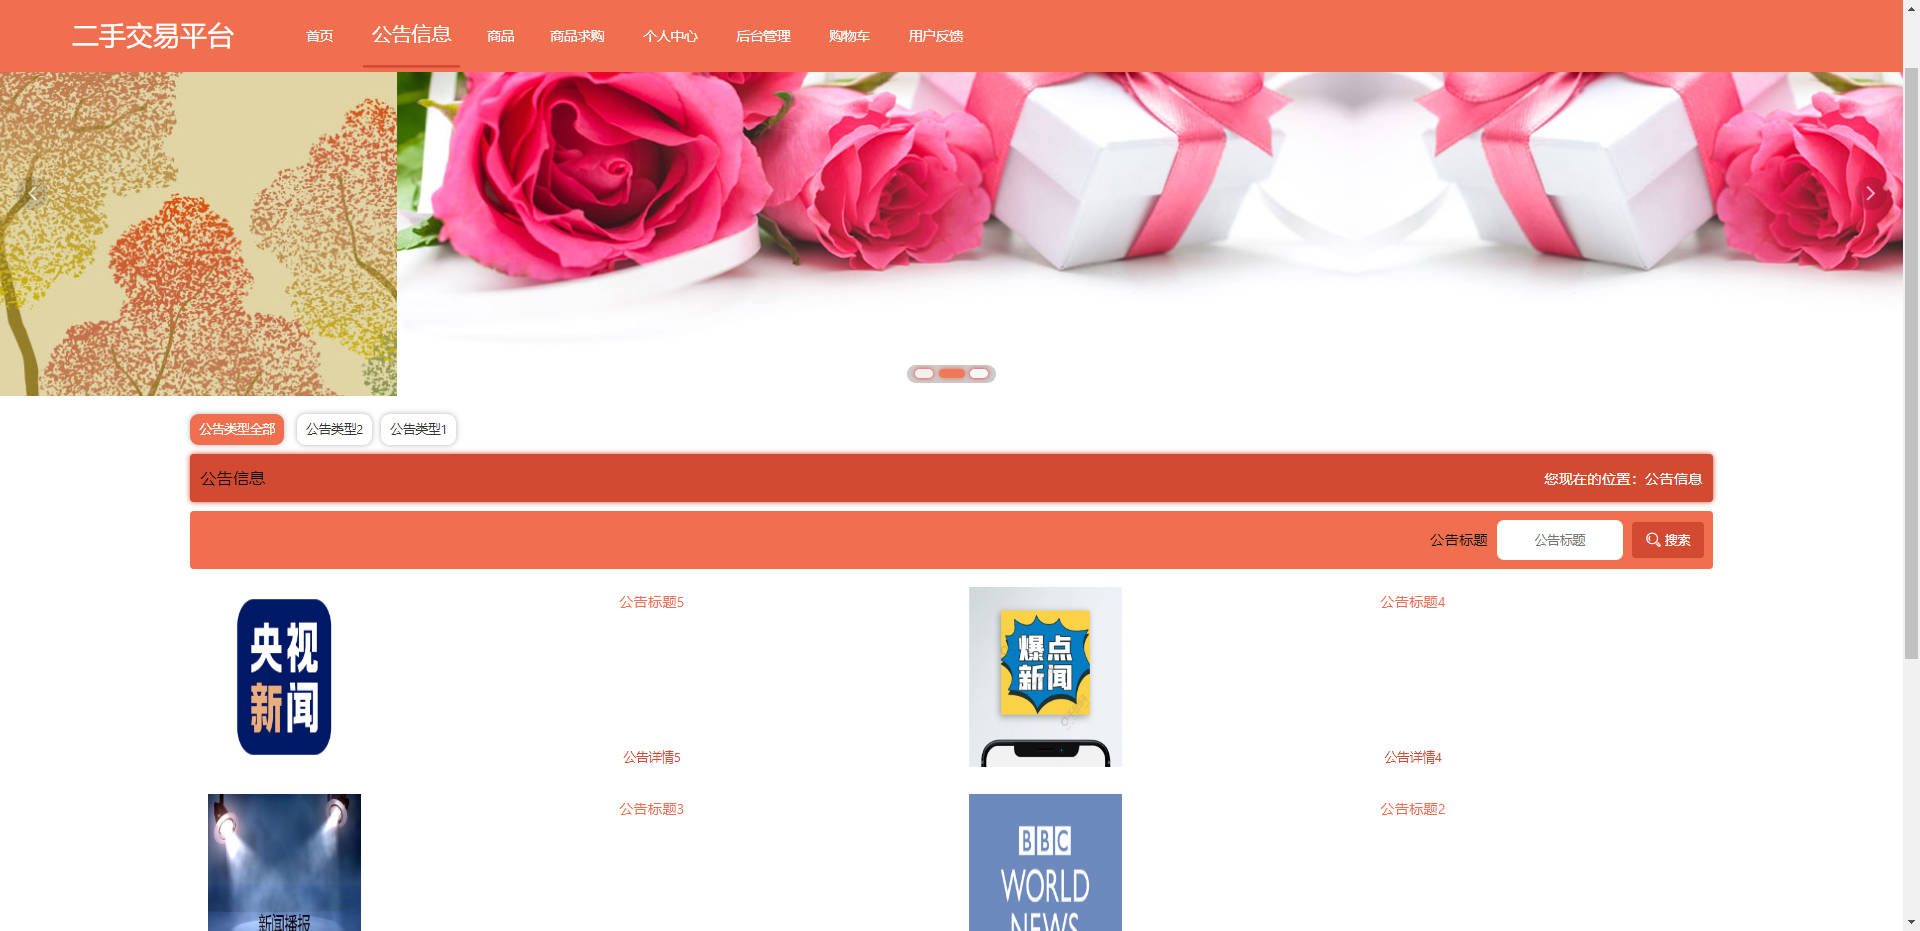 二手交易平台 首页 公告信息 商品 商品求购 个人中心 后台管理 购物车 用户反馈
公告类型全部 公告类型2 公告类型1
公告信息 您现在的位置：公告信息
公告标题 公告标题 搜索
央视
新闻
公告标题5
公告详情5
爆点
新闻
公告标题4
公告详情4
新闻播报
公告标题3
BBC
WORLD
NEWS
公告标题2